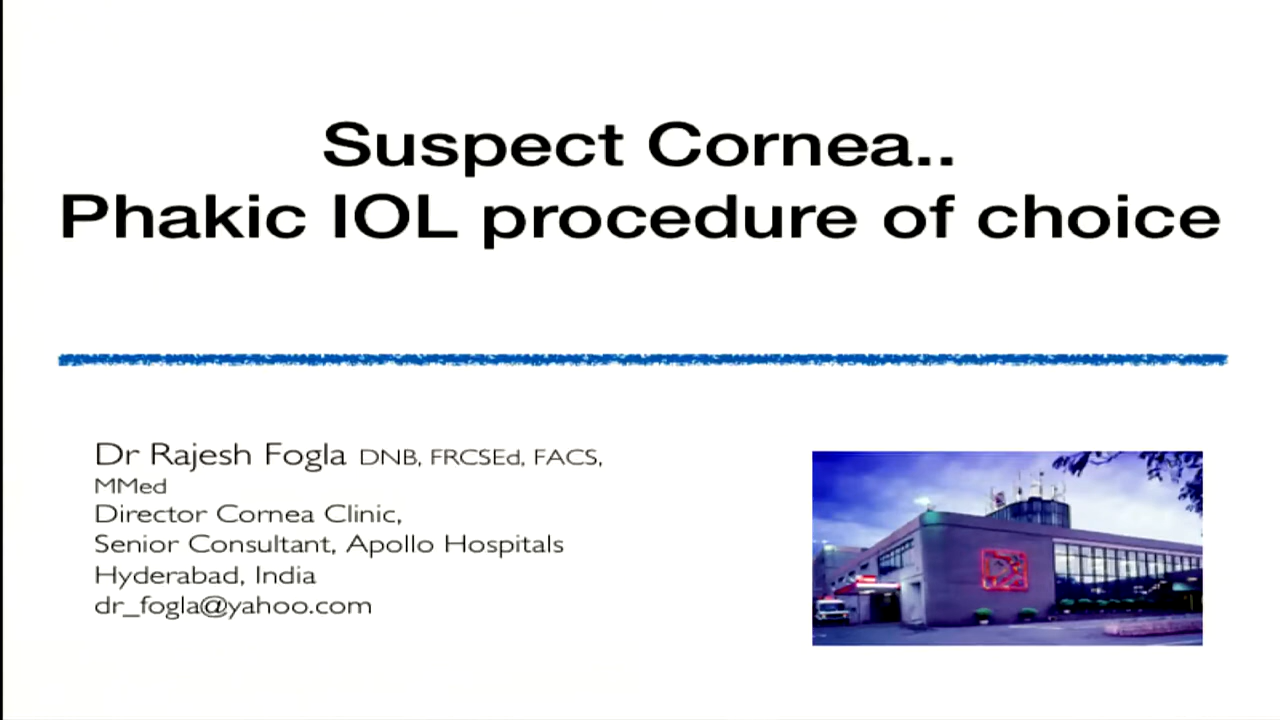 Suspect Cornea..
Phakic IOL procedure of choice
Dr Rajesh Fogla DNB, FRCSEd, FACS,
MMed
Director Cornea Clinic,
Senior Consultant, Apollo Hospitals
Hyderabad, India
dr_fogla@yahoo.com